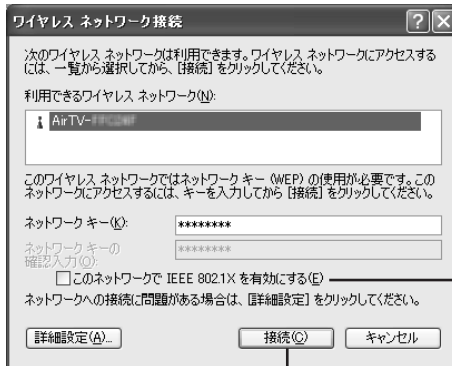 ワイヤレス ネットワーク接続
次のワイヤレス ネットワークは利用できます。ワイヤレス ネットワークにアクセスする
には、一覧から選択してから、[接続] をクリックしてください。
利用できるワイヤレス ネットワーク(N):
AirTV-
このワイヤレス ネットワークではネットワーク キー (WEP) の使用が必要です。この
ネットワークにアクセスするには、キーを入力してから [接続] をクリックしてください。
ネットワーク キー(K): ********
ネットワーク キーの
確認入力(O): ********
このネットワークで IEEE 802.1X を有効にする(E)
ネットワークへの接続に問題がある場合は、[詳細設定] をクリックしてください。
詳細設定(A)... 接続(C) キャンセル